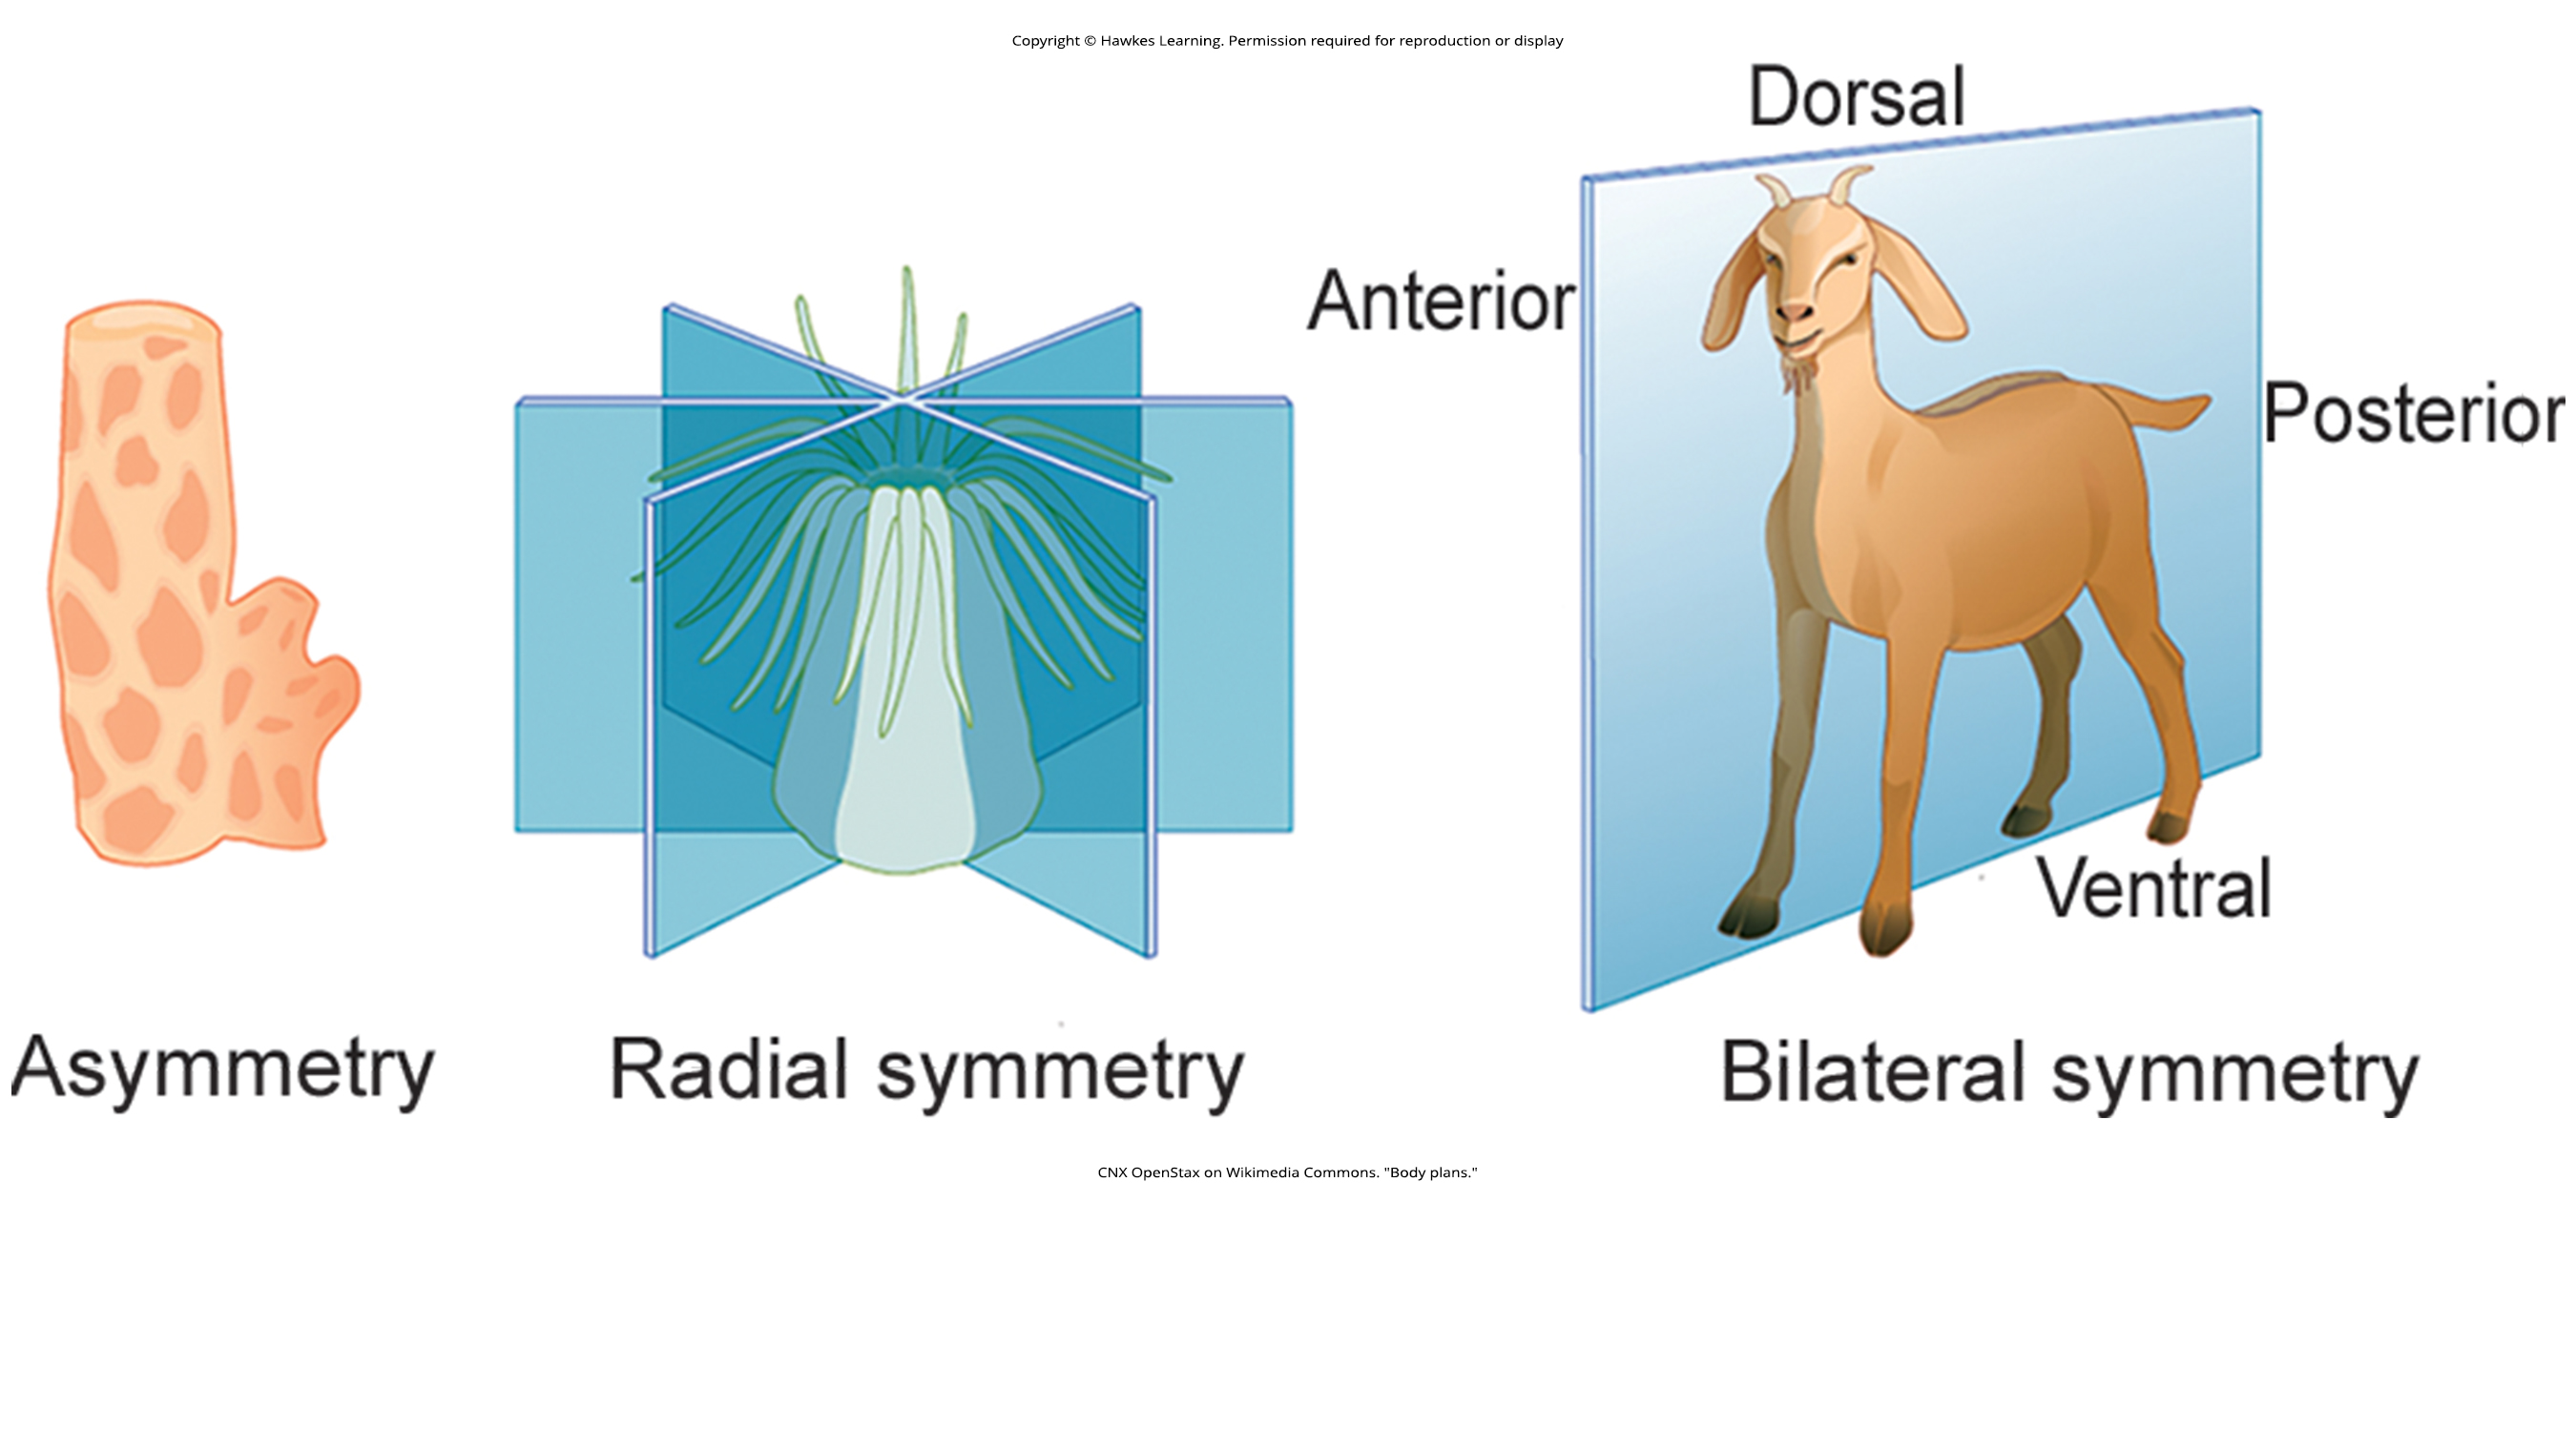 Copyright © Hawkes Learning. Permission required for reproduction or display
Dorsal
Anterior
Posterior
Ventral
Asymmetry
Radial symmetry
Bilateral symmetry
CNX OpenStax on Wikimedia Commons. "Body plans."